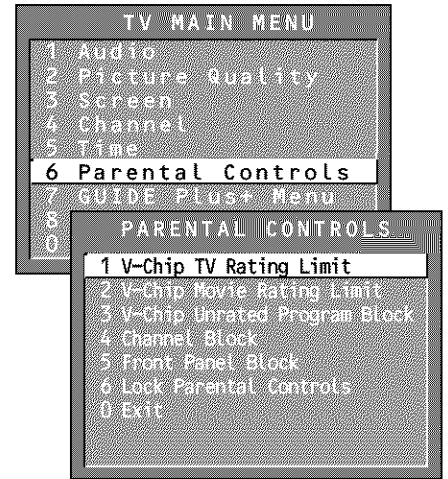 TV MAIN MENU
1 Audio
2 Picture Quality
3 Screen
4 Channel
5 Time
6 Parental Controls
7 GUIDE Plus+ Menu
8
0
PARENTAL CONTROLS
1 V-Chip TV Rating Limit
2 V-Chip Movie Rating Limit
3 V-Chip Unrated Program Block
4 Channel Block
5 Front Panel Block
6 Lock Parental Controls
0 Exit